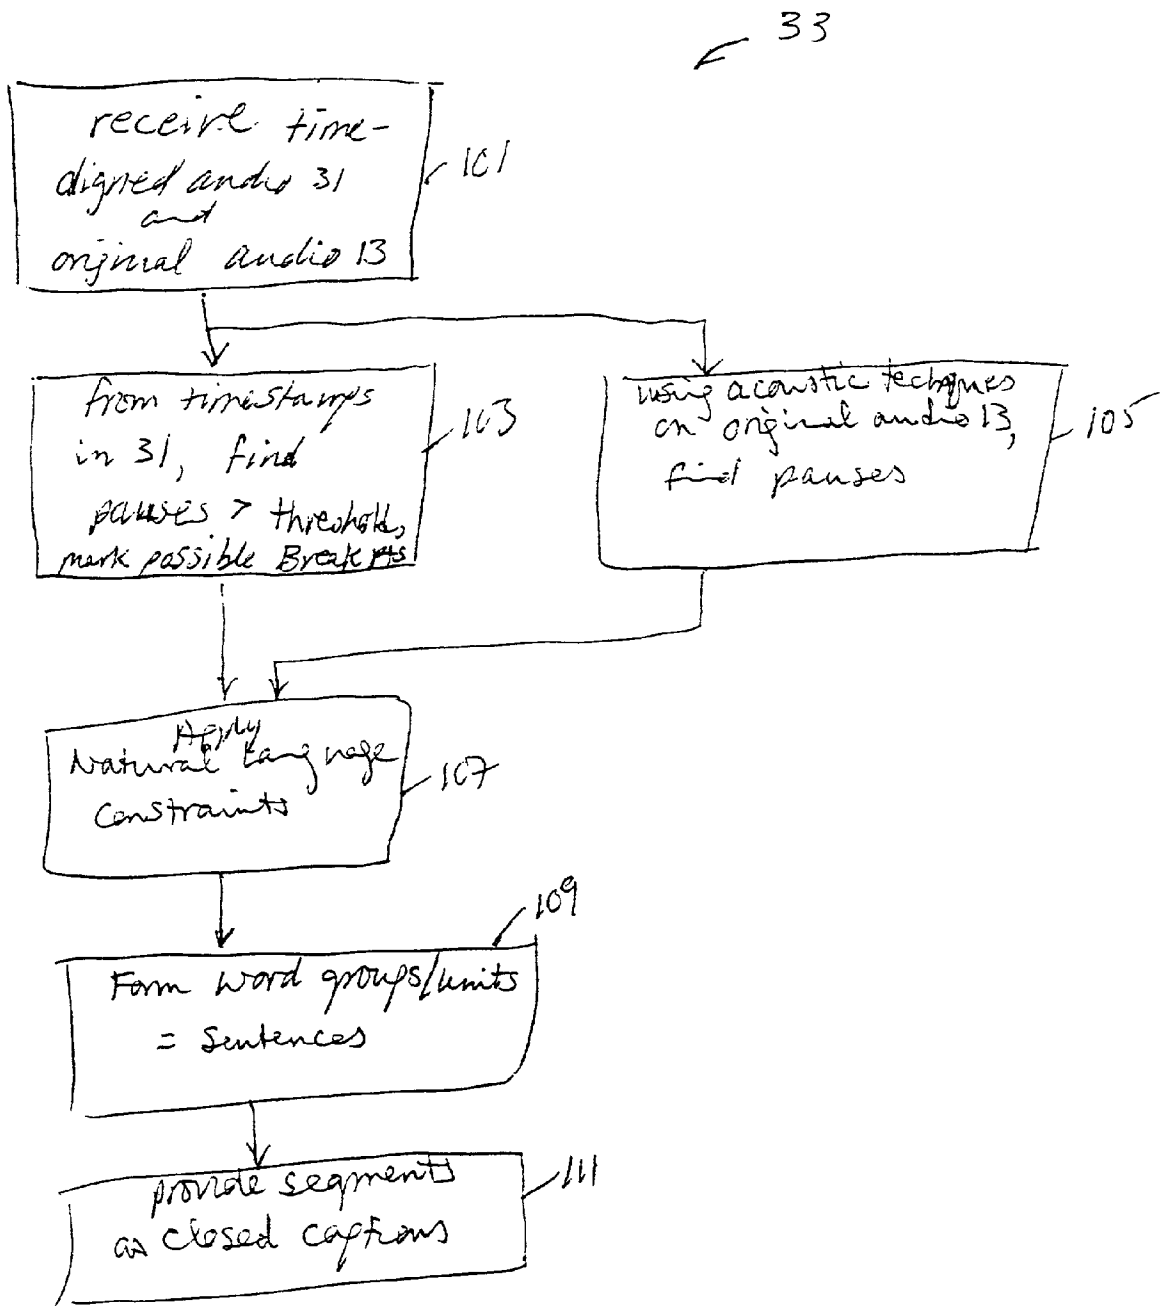 33
receive time-
aligned audio 31
and
original audio 13
101
from timestamps
in 31, find
pauses > threshold,
mark possible Break Pts
103
using acoustic techniques
on original audio 13,
find pauses
105
Apply
Natural Language
Constraints
107
109
Form word groups/units
= sentences
provide segments
as closed captions
111